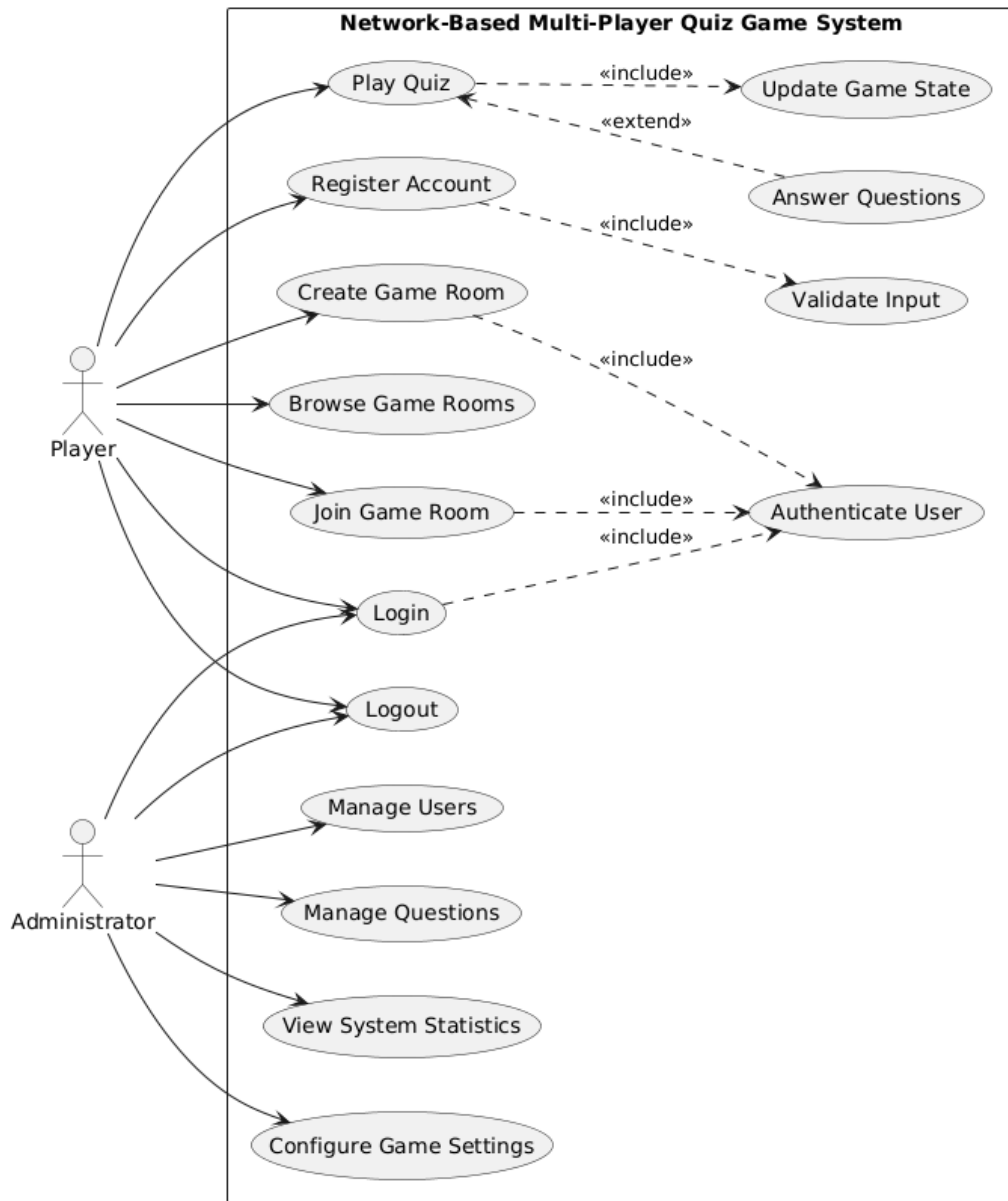 Network-Based Multi-Player Quiz Game System
Play Quiz
«include»
Update Game State
«extend»
Answer Questions
Register Account
«include»
Validate Input
Create Game Room
«include»
Browse Game Rooms
Player
Join Game Room
«include»
Authenticate User
«include»
Login
Logout
Manage Users
Administrator
Manage Questions
View System Statistics
Configure Game Settings